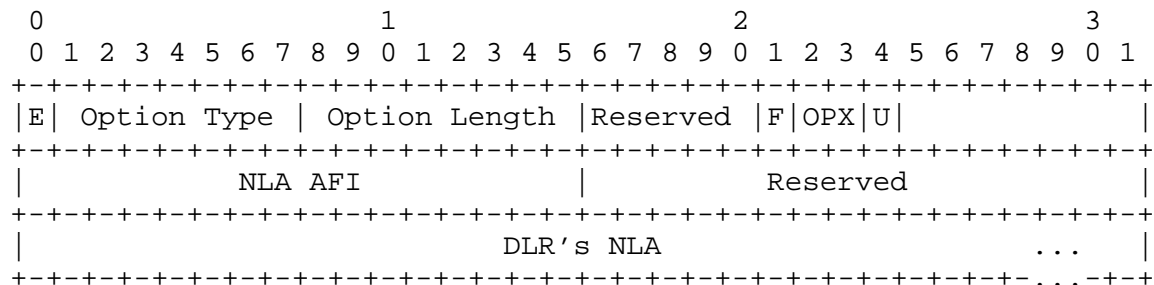 0                   1                   2                   3
 0 1 2 3 4 5 6 7 8 9 0 1 2 3 4 5 6 7 8 9 0 1 2 3 4 5 6 7 8 9 0 1
+-+-+-+-+-+-+-+-+-+-+-+-+-+-+-+-+-+-+-+-+-+-+-+-+-+-+-+-+-+-+-+-+
|E| Option Type | Option Length |Reserved |F|OPX|U|             |
+-+-+-+-+-+-+-+-+-+-+-+-+-+-+-+-+-+-+-+-+-+-+-+-+-+-+-+-+-+-+-+-+
|            NLA AFI            |          Reserved             |
+-+-+-+-+-+-+-+-+-+-+-+-+-+-+-+-+-+-+-+-+-+-+-+-+-+-+-+-+-+-+-+-+
|                           DLR's NLA                     ...   |
+-+-+-+-+-+-+-+-+-+-+-+-+-+-+-+-+-+-+-+-+-+-+-+-+-+-+-+-+-...-+-+